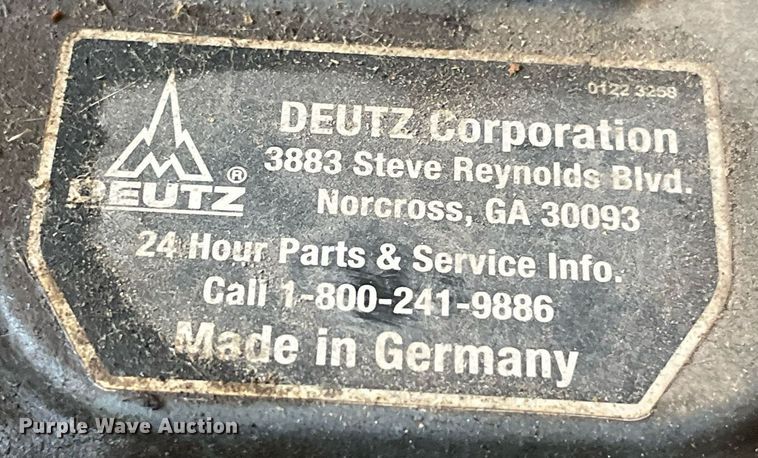 0122 3258
DEUTZ Corporation
3883 Steve Reynolds Blvd.
Norcross, GA 30093
DEUTZ ®
24 Hour Parts & Service Info.
Call 1-800-241-9886
Made in Germany
Purple Wave Auction